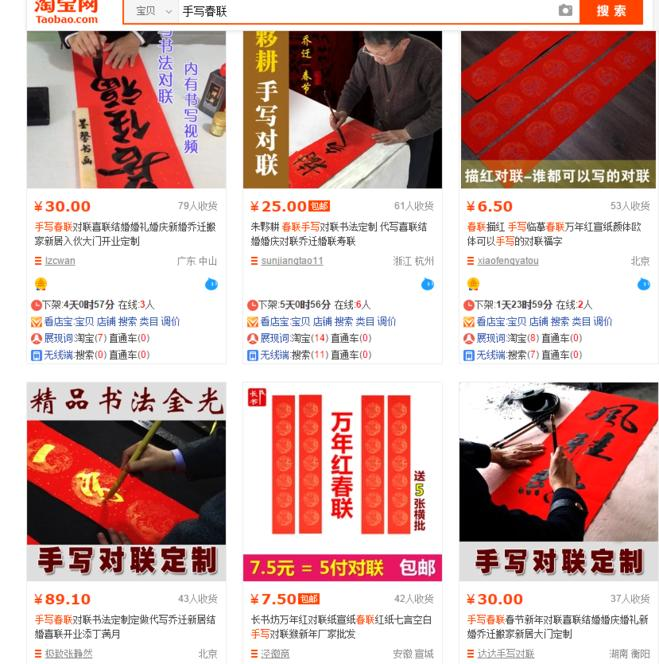 淘宝网
Taobao.com
宝贝
手写春联
搜 索
书法对联
内有书写视频
夥耕 手写对联
乔迁
春节
描红对联-谁都可以写的对联
¥30.00
79人收货
手写春联对联喜联结婚婚礼婚庆新婚乔迁搬
家新居入伙大门开业定制
lzcwan
广东 中山
下架:4天0时57分 在线:3人
看店宝:宝贝 店铺 搜索 类目 调价
展现词:淘宝(7) 直通车(0)
无线端:搜索(0) 直通车(0)
¥25.00 包邮
61人收货
朱夥耕 春联手写对联书法定制 代写喜联结
婚婚庆对联乔迁婚联寿联
sunjiangtao11
浙江 杭州
下架:5天0时56分 在线:6人
看店宝:宝贝 店铺 搜索 类目 调价
展现词:淘宝(14) 直通车(0)
无线端:搜索(11) 直通车(0)
¥6.50
53人收货
春联描红 手写临摹春联万年红宣纸颜体欧
体可以手写的对联福字
xiaofengyatou
北京
下架:1天23时59分 在线:2人
看店宝:宝贝 店铺 搜索 类目 调价
展现词:淘宝(8) 直通车(0)
无线端:搜索(7) 直通车(0)
精品书法金光
手写对联定制
长书
万年红春联
送5张横批
7.5元 = 5付对联 包邮
手写对联定制
¥89.10
43人收货
手写春联对联书法定制定做代写乔迁新居结
婚喜联开业添丁满月
极致张静然
北京
¥7.50 包邮
42人收货
长书坊万年红对联纸宣纸春联红纸七言空白
手写对联猴新年厂家批发
泾徽斋
安徽 宣城
¥30.00
37人收货
手写春联春节新年对联喜联结婚婚庆婚礼新
婚乔迁搬家新居大门定制
达达手写对联
湖南 衡阳